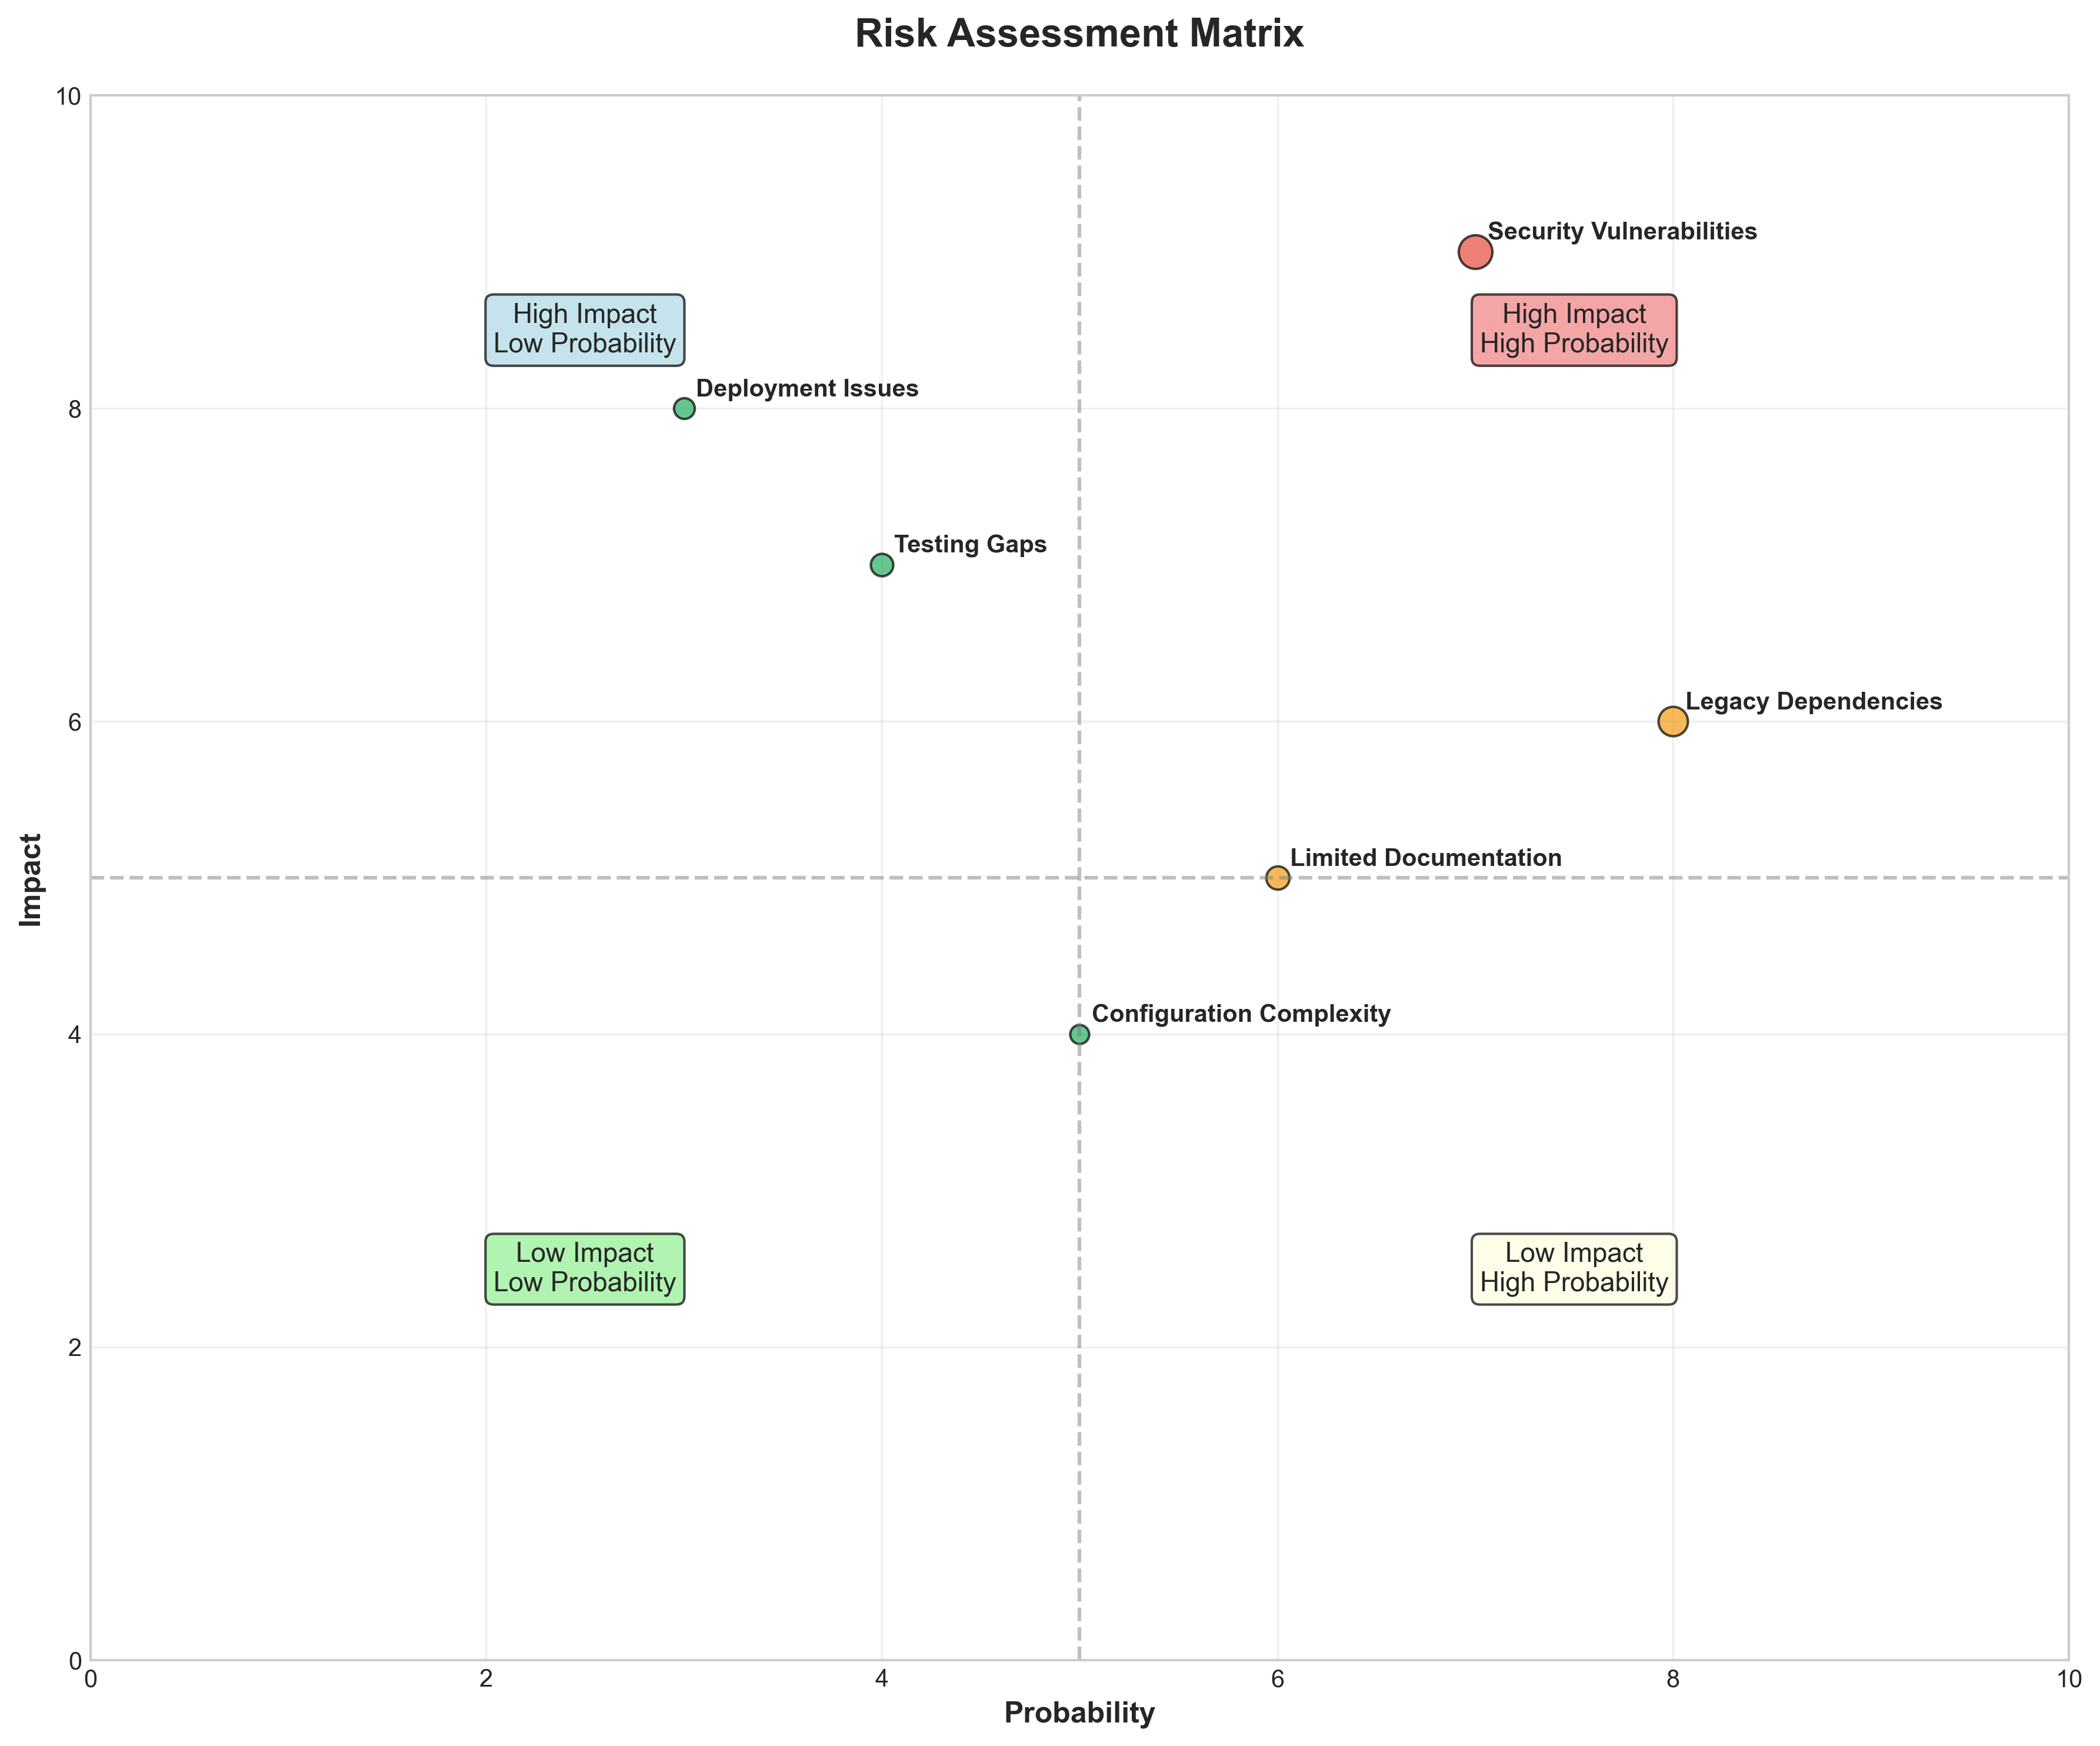 Risk Assessment Matrix
10
Security Vulnerabilities
High Impact
Low Probability
High Impact
High Probability
Deployment Issues
8
Testing Gaps
Legacy Dependencies
6
Limited Documentation
Impact
Configuration Complexity
4
Low Impact
Low Probability
Low Impact
High Probability
2
0
0 2 4 6 8 10
Probability